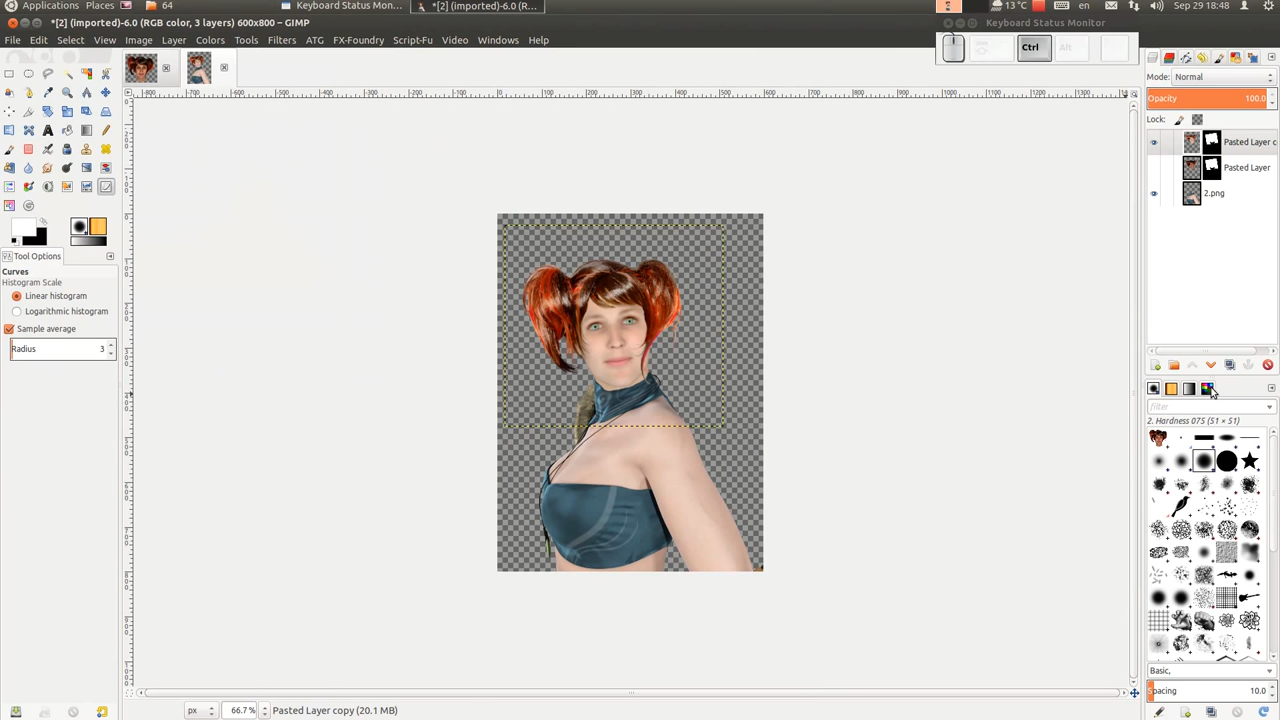 Applications Places 64 Keyboard Status Monitor *[2] (imported)-6.0 (R... 13 °C en Sep 29 18:48
*[2] (imported)-6.0 (RGB color, 3 layers) 600x800 – GIMP
Keyboard Status Monitor
File Edit Select View Image Layer Colors Tools Filters ATG FX-Foundry Script-Fu Video Windows Help
Ctrl Alt
Mode: Normal
Opacity 100.0
Lock:
Pasted Layer c
Pasted Layer
2.png
Tool Options
Curves
Histogram Scale
Linear histogram
Logarithmic histogram
Sample average
Radius 3
filter
2. Hardness 075 (51 × 51)
Basic,
Spacing 10.0
px 66.7% Pasted Layer copy (20.1 MB)